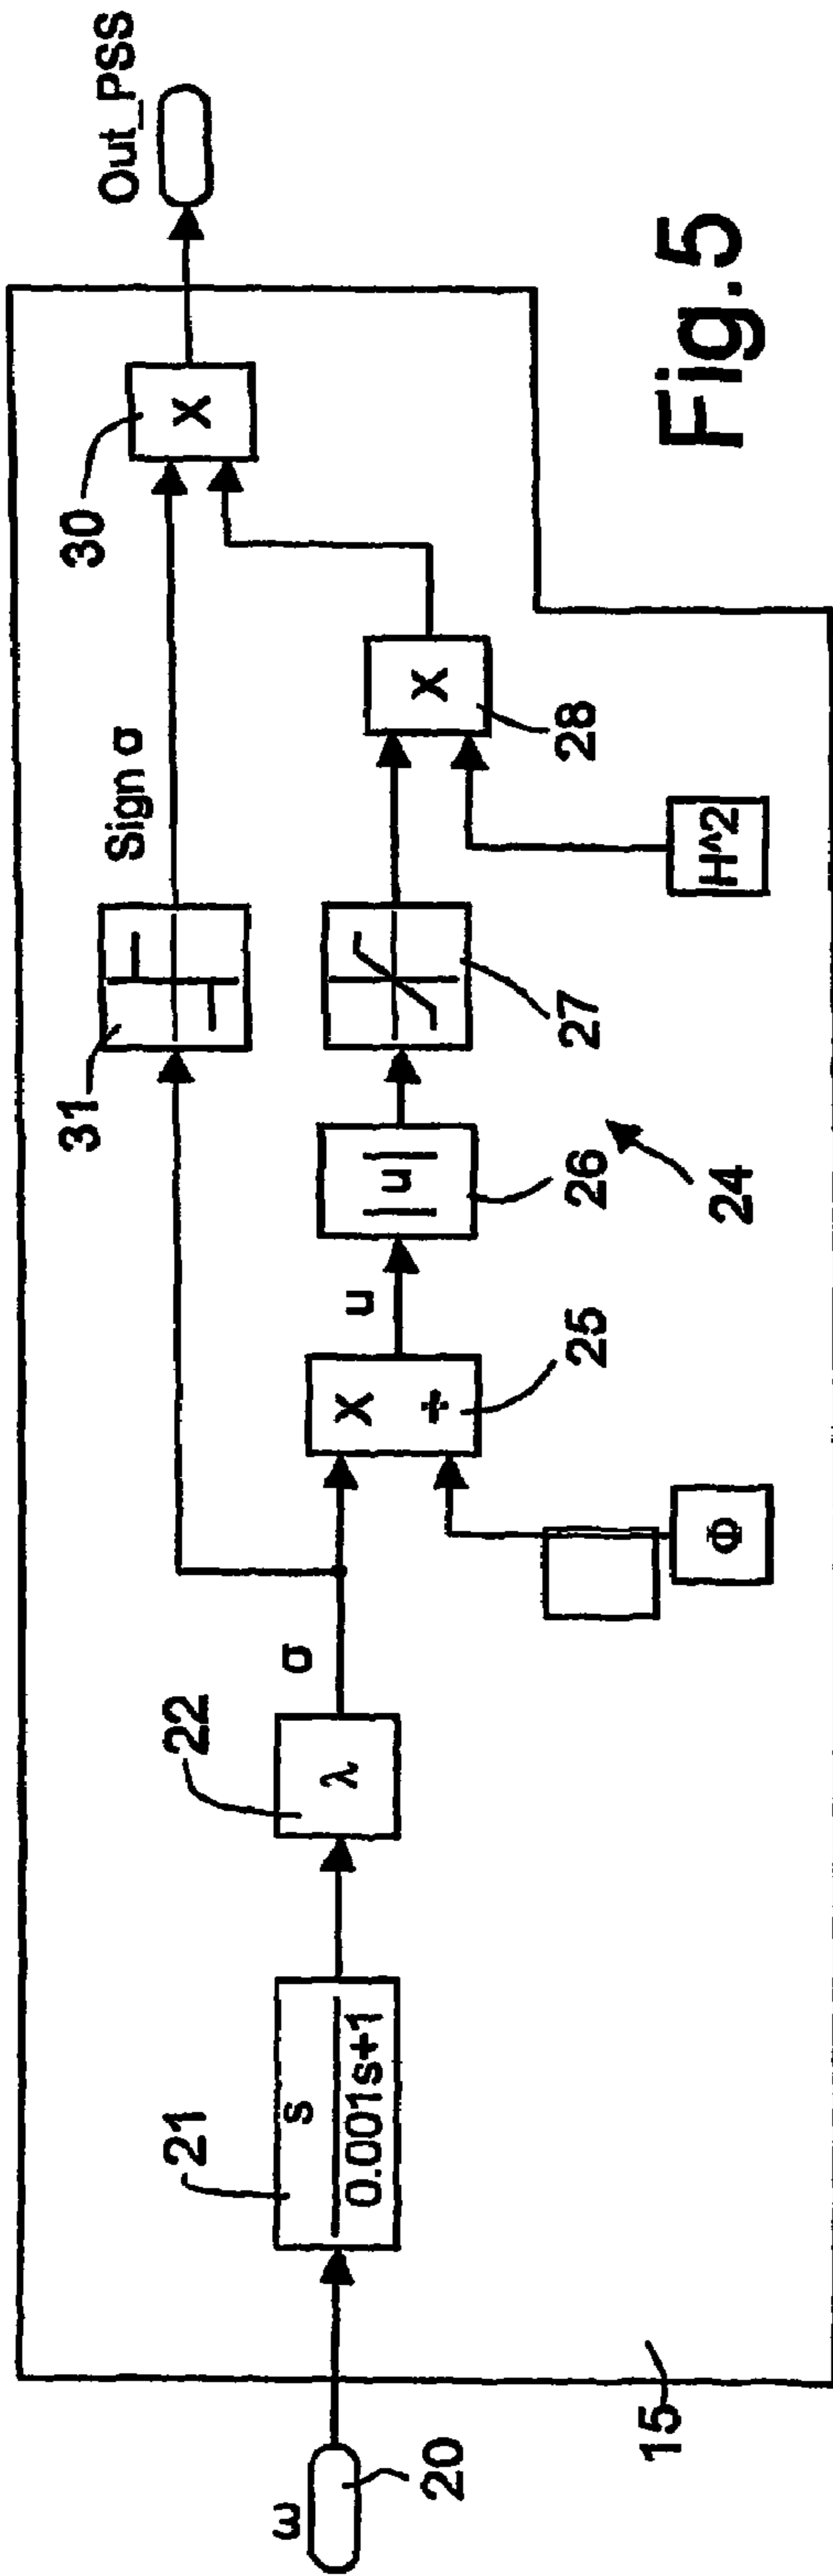 ω
20
21
s
0.001s+1
22
λ
σ
Φ
X
÷
25
u
|u|
26
24
27
31
Sign σ
H^2
X
28
30
X
Out_PSS
15
Fig.5